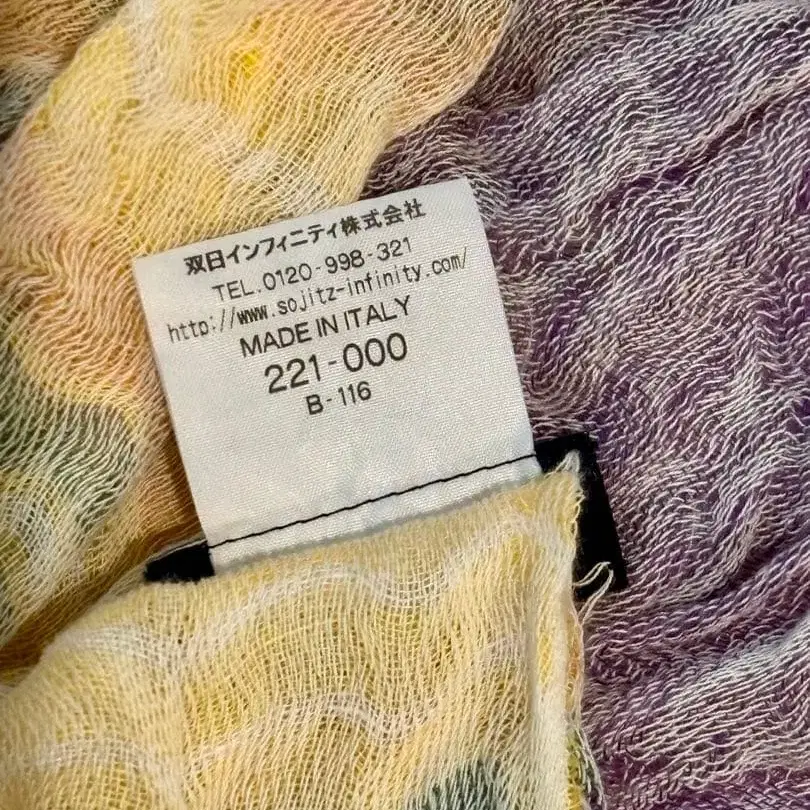 双日インフィニティ株式会社
TEL.0120-998-321
http://www.sojitz-infinity.com/
MADE IN ITALY
221-000
B-116